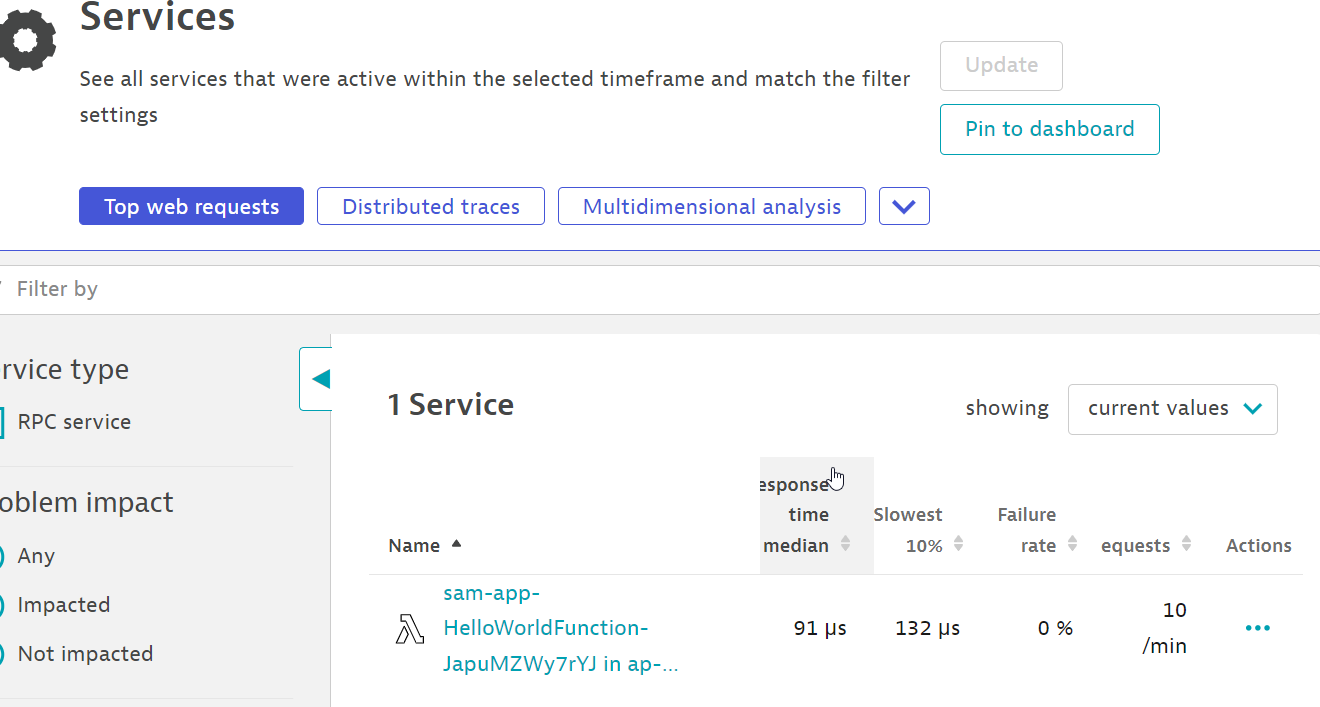 Services
See all services that were active within the selected timeframe and match the filter
settings
Update
Pin to dashboard
Top web requests
Distributed traces
Multidimensional analysis
Filter by
rvice type
RPC service
oblem impact
Any
Impacted
Not impacted
1 Service
showing
current values
Name
esponse
time
median
Slowest
10%
Failure
rate
equests
Actions
sam-app-
HelloWorldFunction-
JapuMZWy7rYJ in ap-...
91 µs
132 µs
0 %
10
/min